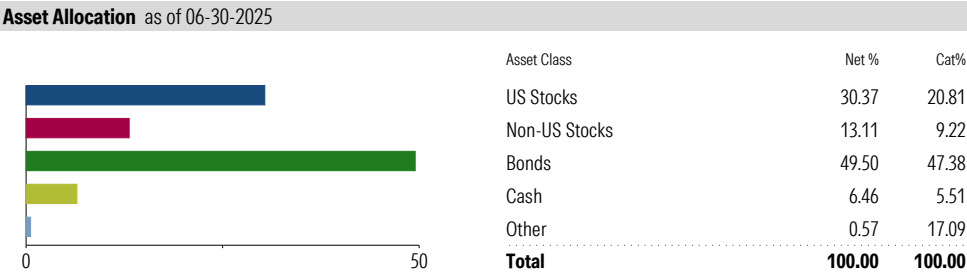 Asset Allocation as of 06-30-2025
Asset Class Net % Cat%
US Stocks 30.37 20.81
Non-US Stocks 13.11 9.22
Bonds 49.50 47.38
Cash 6.46 5.51
Other 0.57 17.09
0 50 Total 100.00 100.00